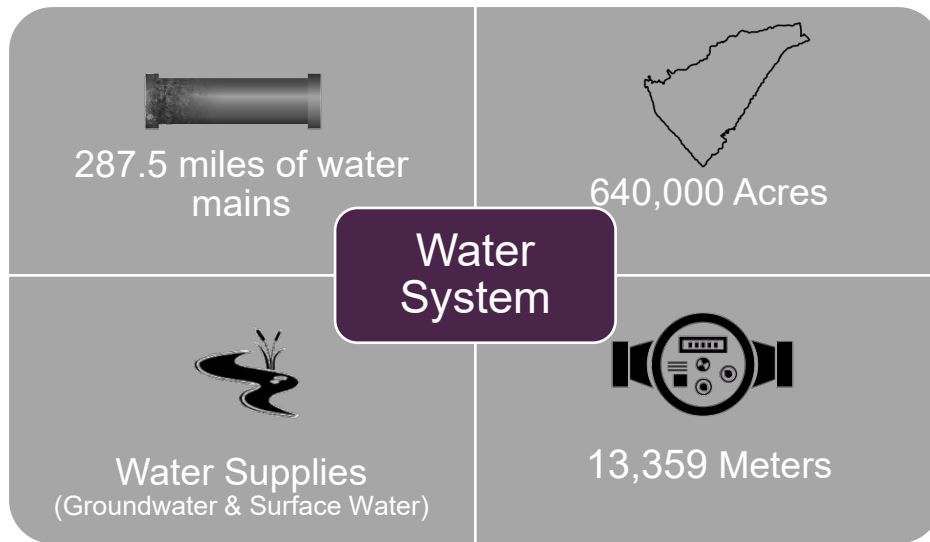 287.5 miles of water
mains
640,000 Acres
Water
System
Water Supplies
(Groundwater & Surface Water)
13,359 Meters